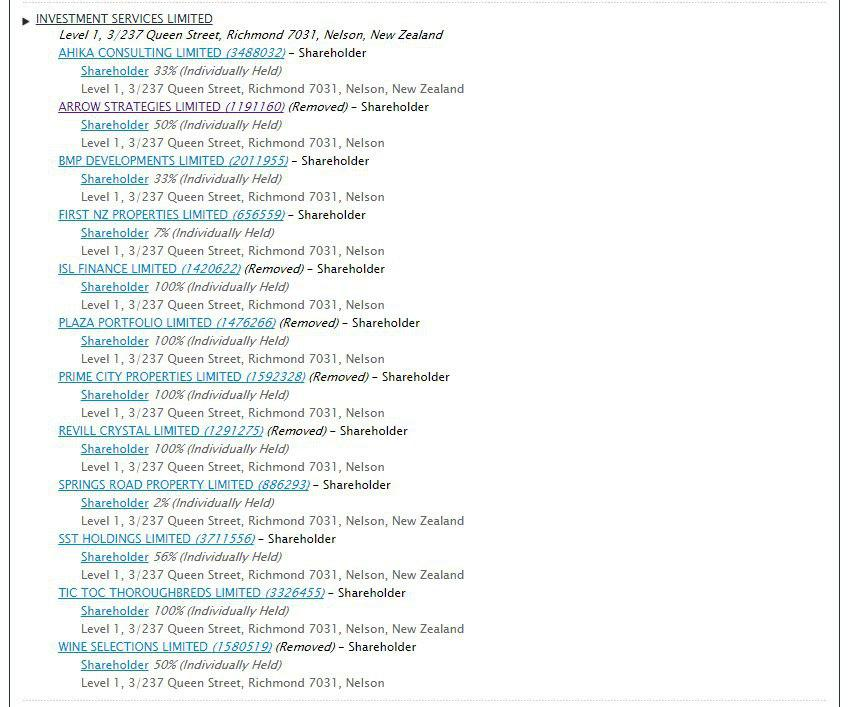 INVESTMENT SERVICES LIMITED
Level 1, 3/237 Queen Street, Richmond 7031, Nelson, New Zealand
AHIKA CONSULTING LIMITED (3488032) – Shareholder
Shareholder 33% (Individually Held)
Level 1, 3/237 Queen Street, Richmond 7031, Nelson, New Zealand
ARROW STRATEGIES LIMITED (1191160) (Removed) – Shareholder
Shareholder 50% (Individually Held)
Level 1, 3/237 Queen Street, Richmond 7031, Nelson
BMP DEVELOPMENTS LIMITED (2011955) – Shareholder
Shareholder 33% (Individually Held)
Level 1, 3/237 Queen Street, Richmond 7031, Nelson
FIRST NZ PROPERTIES LIMITED (656559) – Shareholder
Shareholder 7% (Individually Held)
Level 1, 3/237 Queen Street, Richmond 7031, Nelson
ISL FINANCE LIMITED (1420622) (Removed) – Shareholder
Shareholder 100% (Individually Held)
Level 1, 3/237 Queen Street, Richmond 7031, Nelson
PLAZA PORTFOLIO LIMITED (1476266) (Removed) – Shareholder
Shareholder 100% (Individually Held)
Level 1, 3/237 Queen Street, Richmond 7031, Nelson
PRIME CITY PROPERTIES LIMITED (1592328) (Removed) – Shareholder
Shareholder 100% (Individually Held)
Level 1, 3/237 Queen Street, Richmond 7031, Nelson
REVILL CRYSTAL LIMITED (1291275) (Removed) – Shareholder
Shareholder 100% (Individually Held)
Level 1, 3/237 Queen Street, Richmond 7031, Nelson
SPRINGS ROAD PROPERTY LIMITED (886293) – Shareholder
Shareholder 2% (Individually Held)
Level 1, 3/237 Queen Street, Richmond 7031, Nelson, New Zealand
SST HOLDINGS LIMITED (3711556) – Shareholder
Shareholder 56% (Individually Held)
Level 1, 3/237 Queen Street, Richmond 7031, Nelson, New Zealand
TIC TOC THOROUGHBREDS LIMITED (3326455) – Shareholder
Shareholder 100% (Individually Held)
Level 1, 3/237 Queen Street, Richmond 7031, Nelson, New Zealand
WINE SELECTIONS LIMITED (1580519) (Removed) – Shareholder
Shareholder 50% (Individually Held)
Level 1, 3/237 Queen Street, Richmond 7031, Nelson